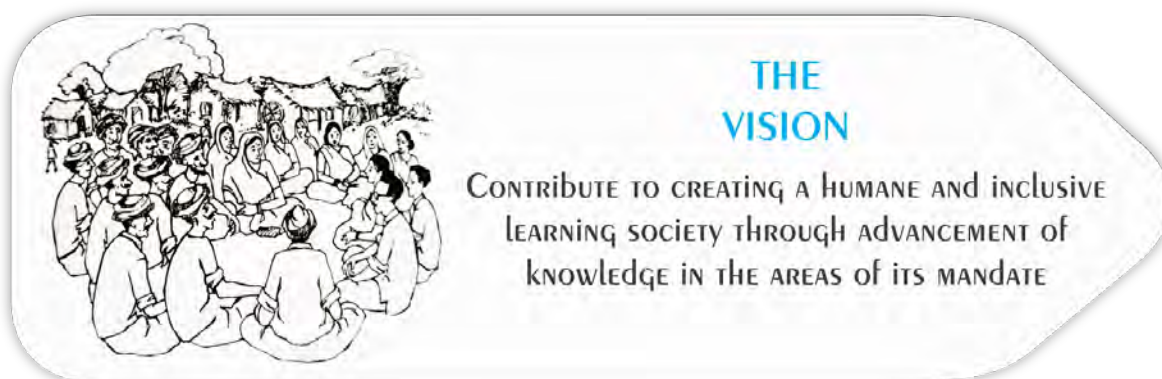 THE
VISION
Contribute to creating a humane and inclusive
learning society through advancement of
knowledge in the areas of its mandate